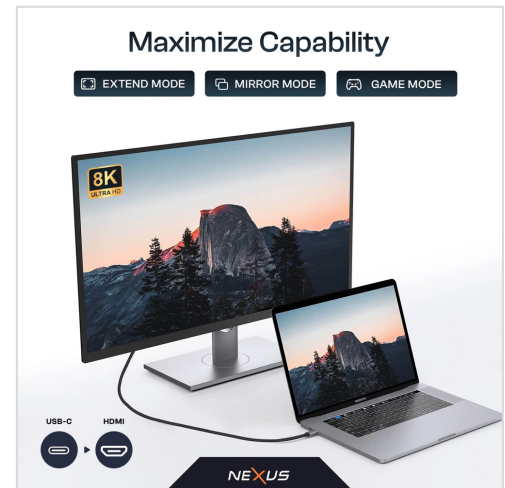 Maximize Capability
EXTEND MODE
MIRROR MODE
GAME MODE
8K
ULTRA HD
USB-C
HDMI
NEXUS